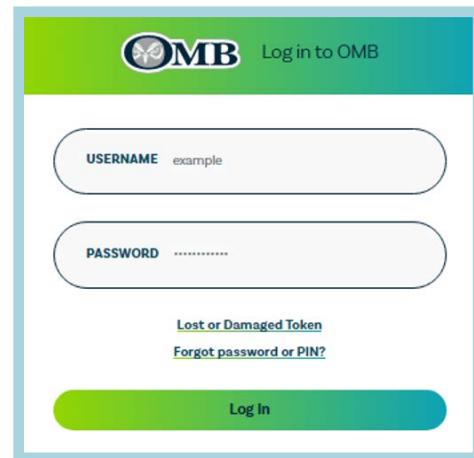 OMB Log in to OMB
USERNAME example
PASSWORD ············
Lost or Damaged Token
Forgot password or PIN?
Log In